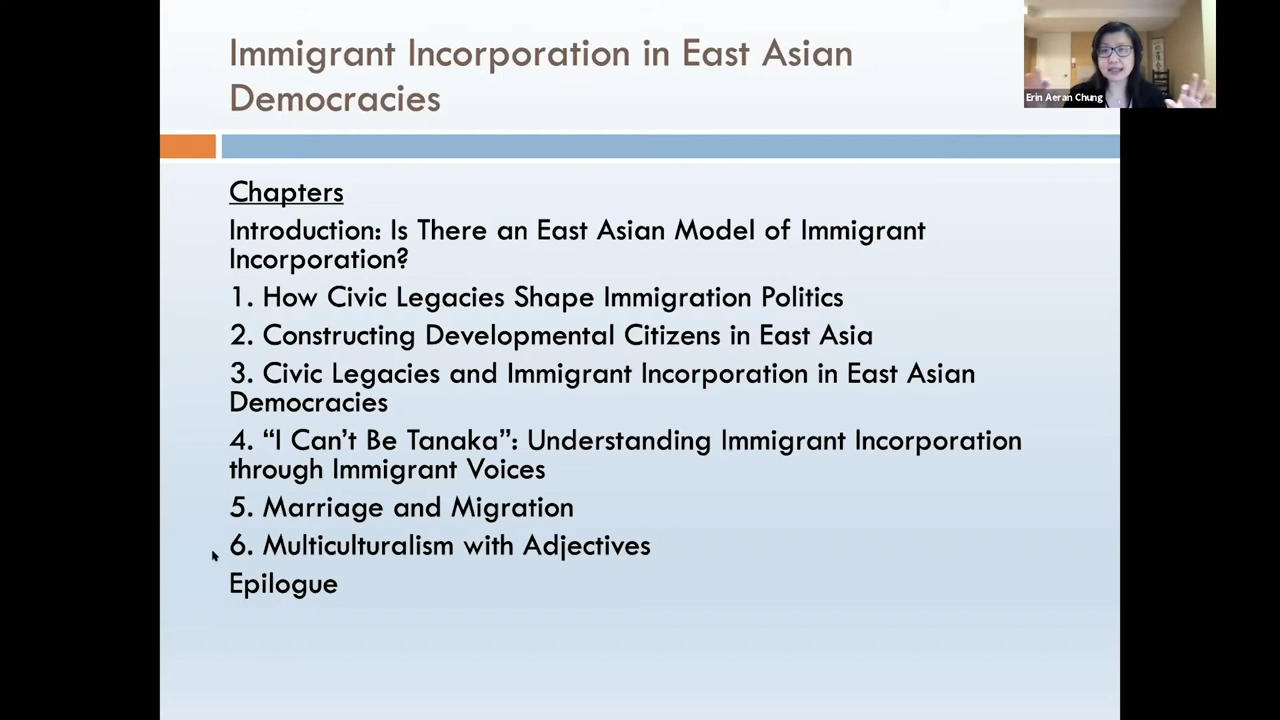 Immigrant Incorporation in East Asian
Democracies
Erin Aeran Chung
Chapters
Introduction: Is There an East Asian Model of Immigrant
Incorporation?
1. How Civic Legacies Shape Immigration Politics
2. Constructing Developmental Citizens in East Asia
3. Civic Legacies and Immigrant Incorporation in East Asian
Democracies
4. “I Can’t Be Tanaka”: Understanding Immigrant Incorporation
through Immigrant Voices
5. Marriage and Migration
6. Multiculturalism with Adjectives
Epilogue